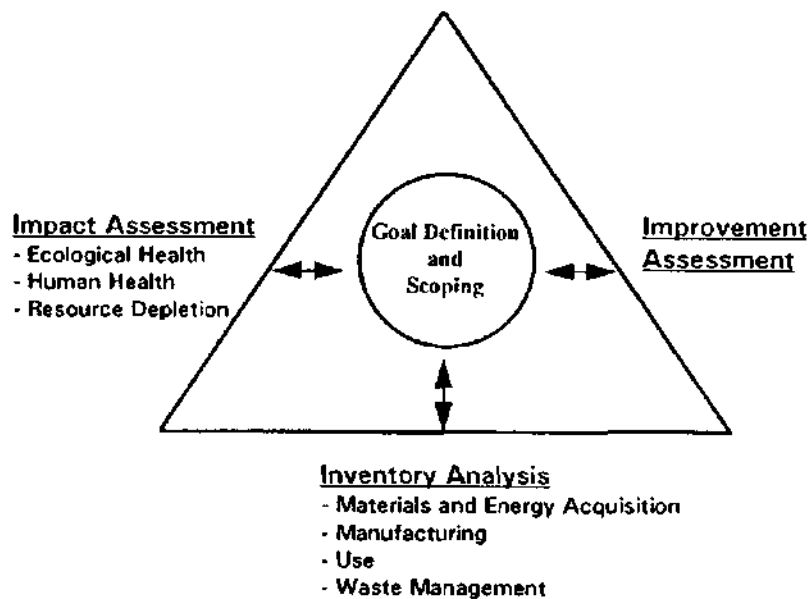 Goal Definition
and
Scoping
Impact Assessment
- Ecological Health
- Human Health
- Resource Depletion
Improvement
Assessment
Inventory Analysis
- Materials and Energy Acquisition
- Manufacturing
- Use
- Waste Management